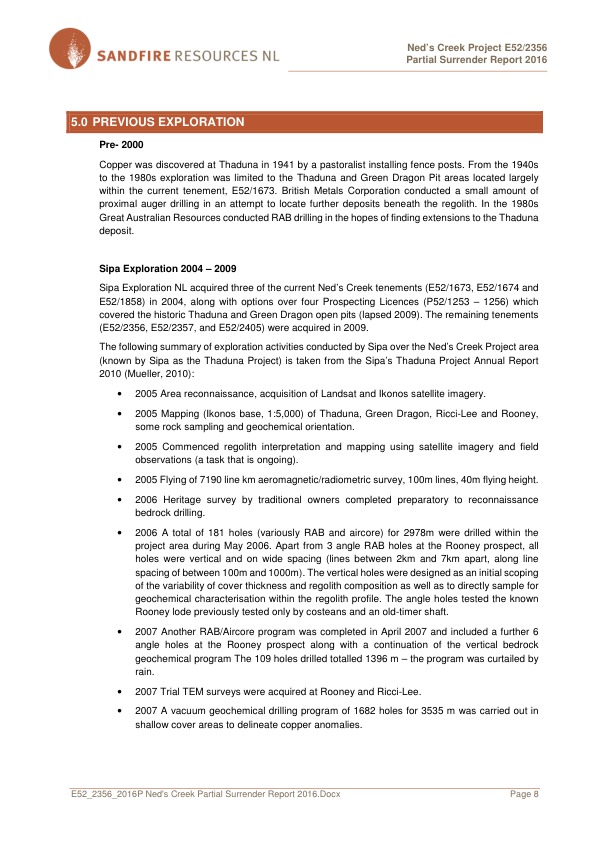 SANDFIRE RESOURCES NL
Ned's Creek Project E52/2356
Partial Surrender Report 2016
5.0 PREVIOUS EXPLORATION
Pre- 2000
Copper was discovered at Thaduna in 1941 by a pastoralist installing fence posts. From the 1940s
to the 1980s exploration was limited to the Thaduna and Green Dragon Pit areas located largely
within the current tenement, E52/1673. British Metals Corporation conducted a small amount of
proximal auger drilling in an attempt to locate further deposits beneath the regolith. In the 1980s
Great Australian Resources conducted RAB drilling in the hopes of finding extensions to the Thaduna
deposit.
Sipa Exploration 2004 – 2009
Sipa Exploration NL acquired three of the current Ned's Creek tenements (E52/1673, E52/1674 and
E52/1858) in 2004, along with options over four Prospecting Licences (P52/1253 – 1256) which
covered the historic Thaduna and Green Dragon open pits (lapsed 2009). The remaining tenements
(E52/2356, E52/2357, and E52/2405) were acquired in 2009.
The following summary of exploration activities conducted by Sipa over the Ned's Creek Project area
(known by Sipa as the Thaduna Project) is taken from the Sipa's Thaduna Project Annual Report
2010 (Mueller, 2010):
• 2005 Area reconnaissance, acquisition of Landsat and Ikonos satellite imagery.
• 2005 Mapping (Ikonos base, 1:5,000) of Thaduna, Green Dragon, Ricci-Lee and Rooney,
some rock sampling and geochemical orientation.
• 2005 Commenced regolith interpretation and mapping using satellite imagery and field
observations (a task that is ongoing).
• 2005 Flying of 7190 line km aeromagnetic/radiometric survey, 100m lines, 40m flying height.
• 2006 Heritage survey by traditional owners completed preparatory to reconnaissance
bedrock drilling.
• 2006 A total of 181 holes (variously RAB and aircore) for 2978m were drilled within the
project area during May 2006. Apart from 3 angle RAB holes at the Rooney prospect, all
holes were vertical and on wide spacing (lines between 2km and 7km apart, along line
spacing of between 100m and 1000m). The vertical holes were designed as an initial scoping
of the variability of cover thickness and regolith composition as well as to directly sample for
geochemical characterisation within the regolith profile. The angle holes tested the known
Rooney lode previously tested only by costeans and an old-timer shaft.
• 2007 Another RAB/Aircore program was completed in April 2007 and included a further 6
angle holes at the Rooney prospect along with a continuation of the vertical bedrock
geochemical program The 109 holes drilled totalled 1396 m – the program was curtailed by
rain.
• 2007 Trial TEM surveys were acquired at Rooney and Ricci-Lee.
• 2007 A vacuum geochemical drilling program of 1682 holes for 3535 m was carried out in
shallow cover areas to delineate copper anomalies.
E52_2356_2016P Ned's Creek Partial Surrender Report 2016.Docx
Page 8